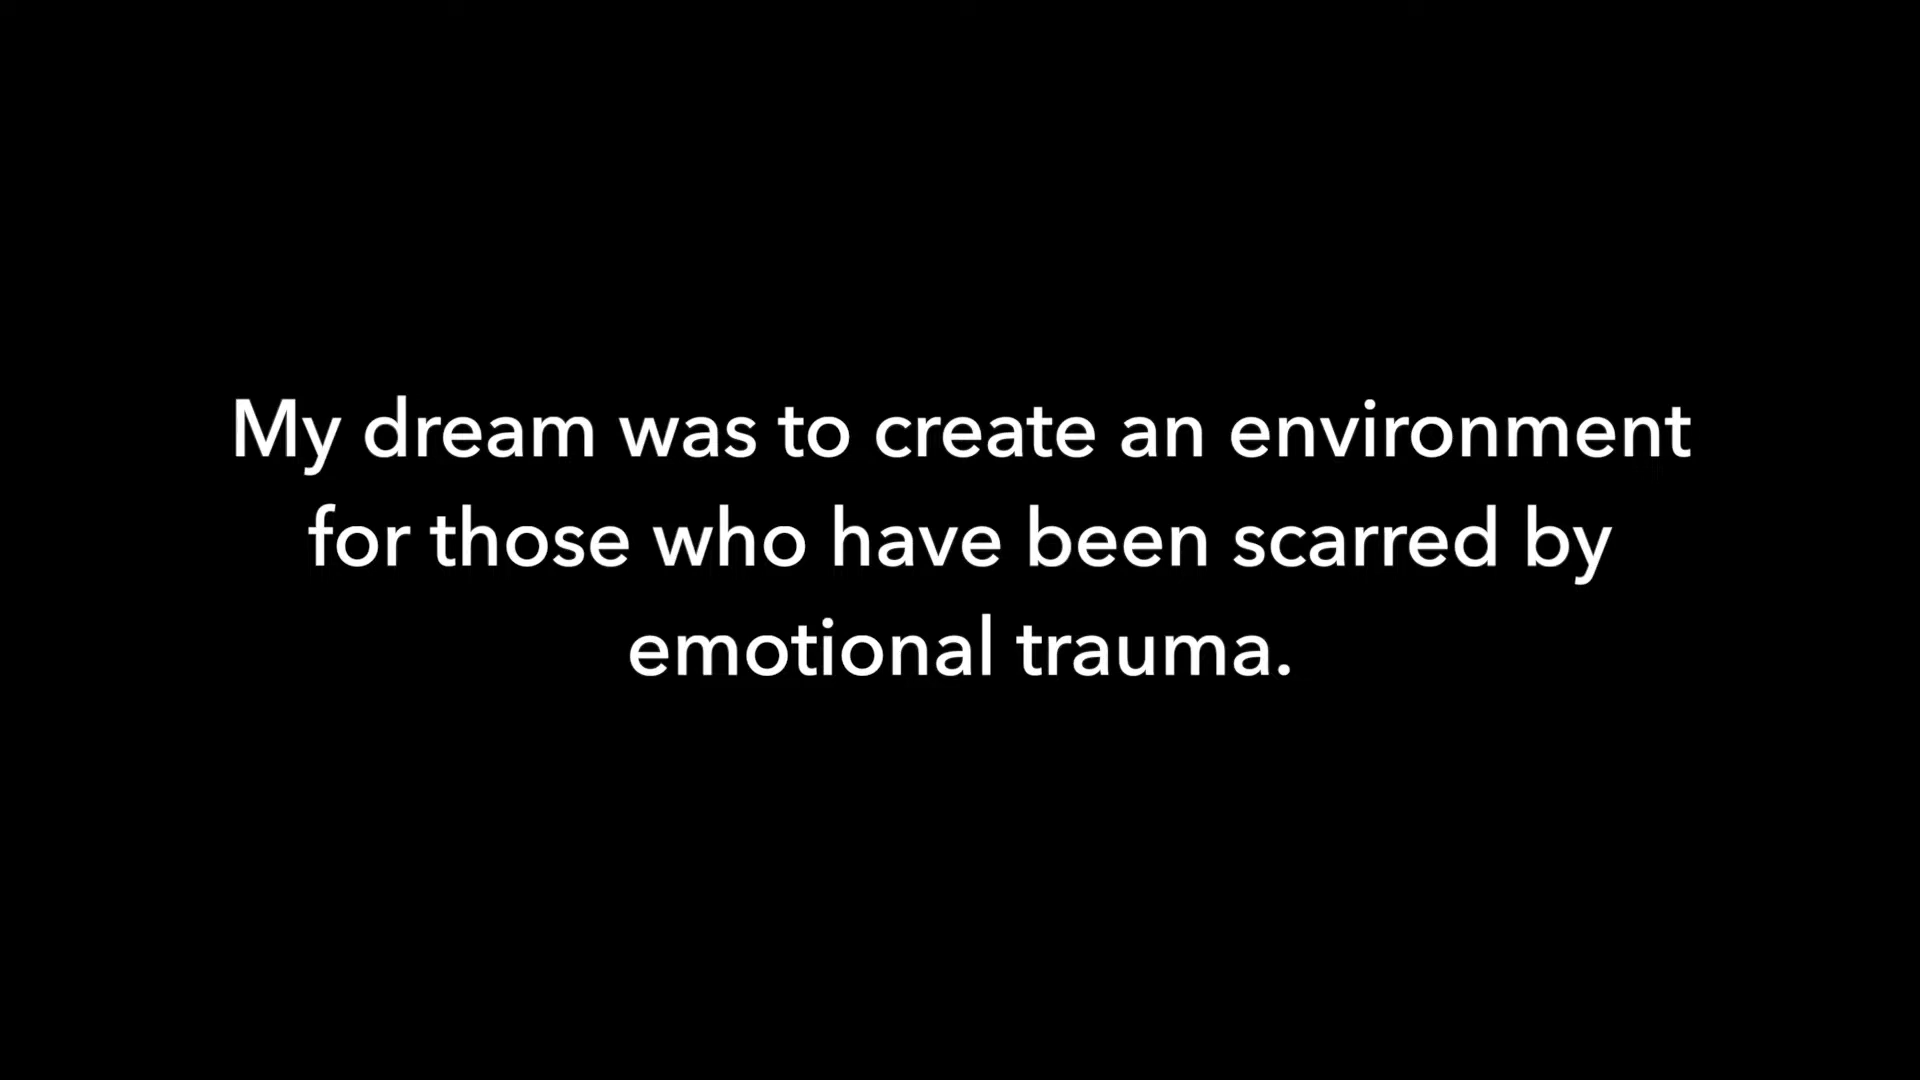 My dream was to create an environment
for those who have been scarred by
emotional trauma.